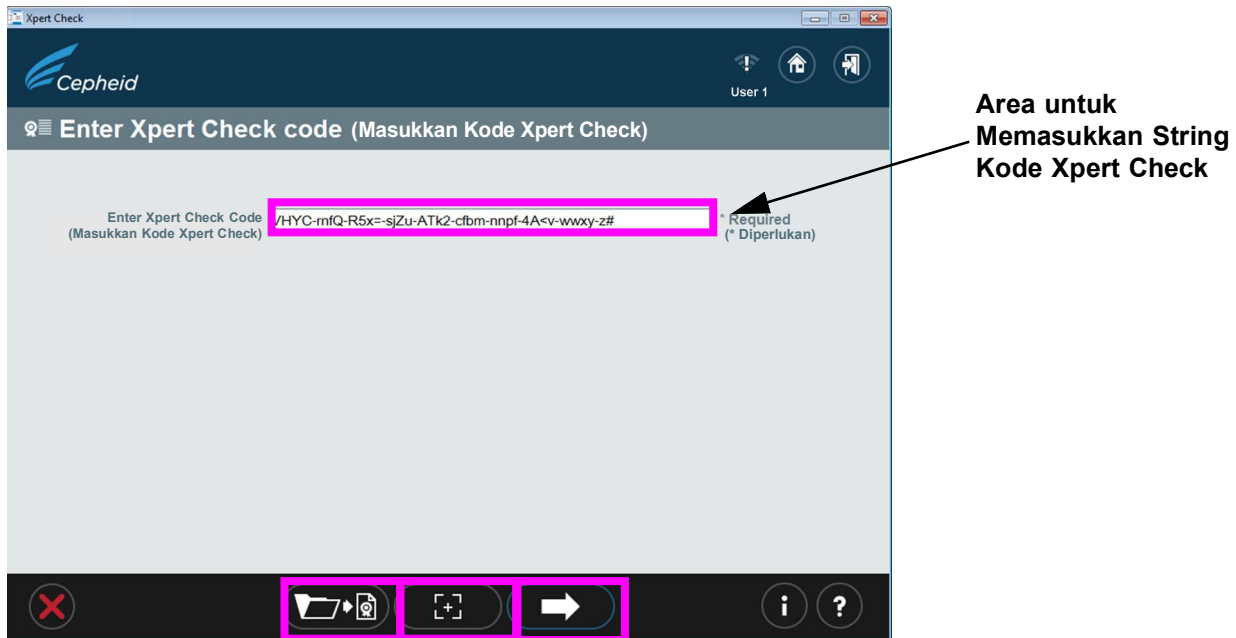 Xpert Check
Cepheid
User 1
Enter Xpert Check code (Masukkan Kode Xpert Check)
Area untuk
Memasukkan String
Kode Xpert Check
Enter Xpert Check Code
(Masukkan Kode Xpert Check)
/HYC-rnfQ-R5x=-sjZu-ATk2-cfbm-nnpf-4A<v-wwxy-z#
* Required
(* Diperlukan)